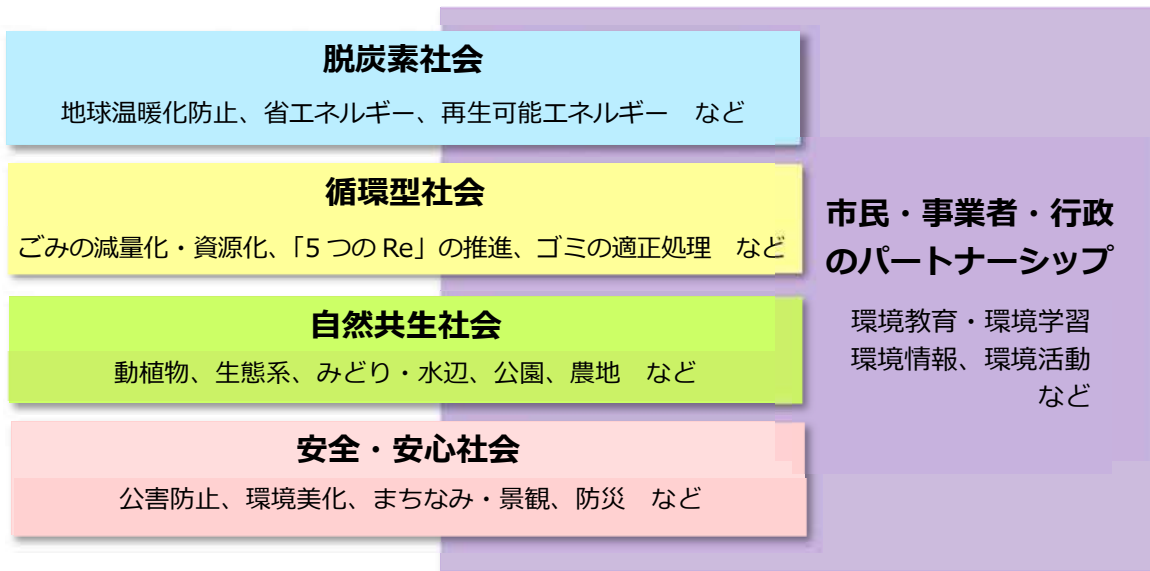 脱炭素社会
地球温暖化防止、省エネルギー、再生可能エネルギー　など
循環型社会
ごみの減量化・資源化、「5つのRe」の推進、ゴミの適正処理　など
自然共生社会
動植物、生態系、みどり・水辺、公園、農地　など
安全・安心社会
公害防止、環境美化、まちなみ・景観、防災　など
市民・事業者・行政
のパートナーシップ
環境教育・環境学習
環境情報、環境活動
など